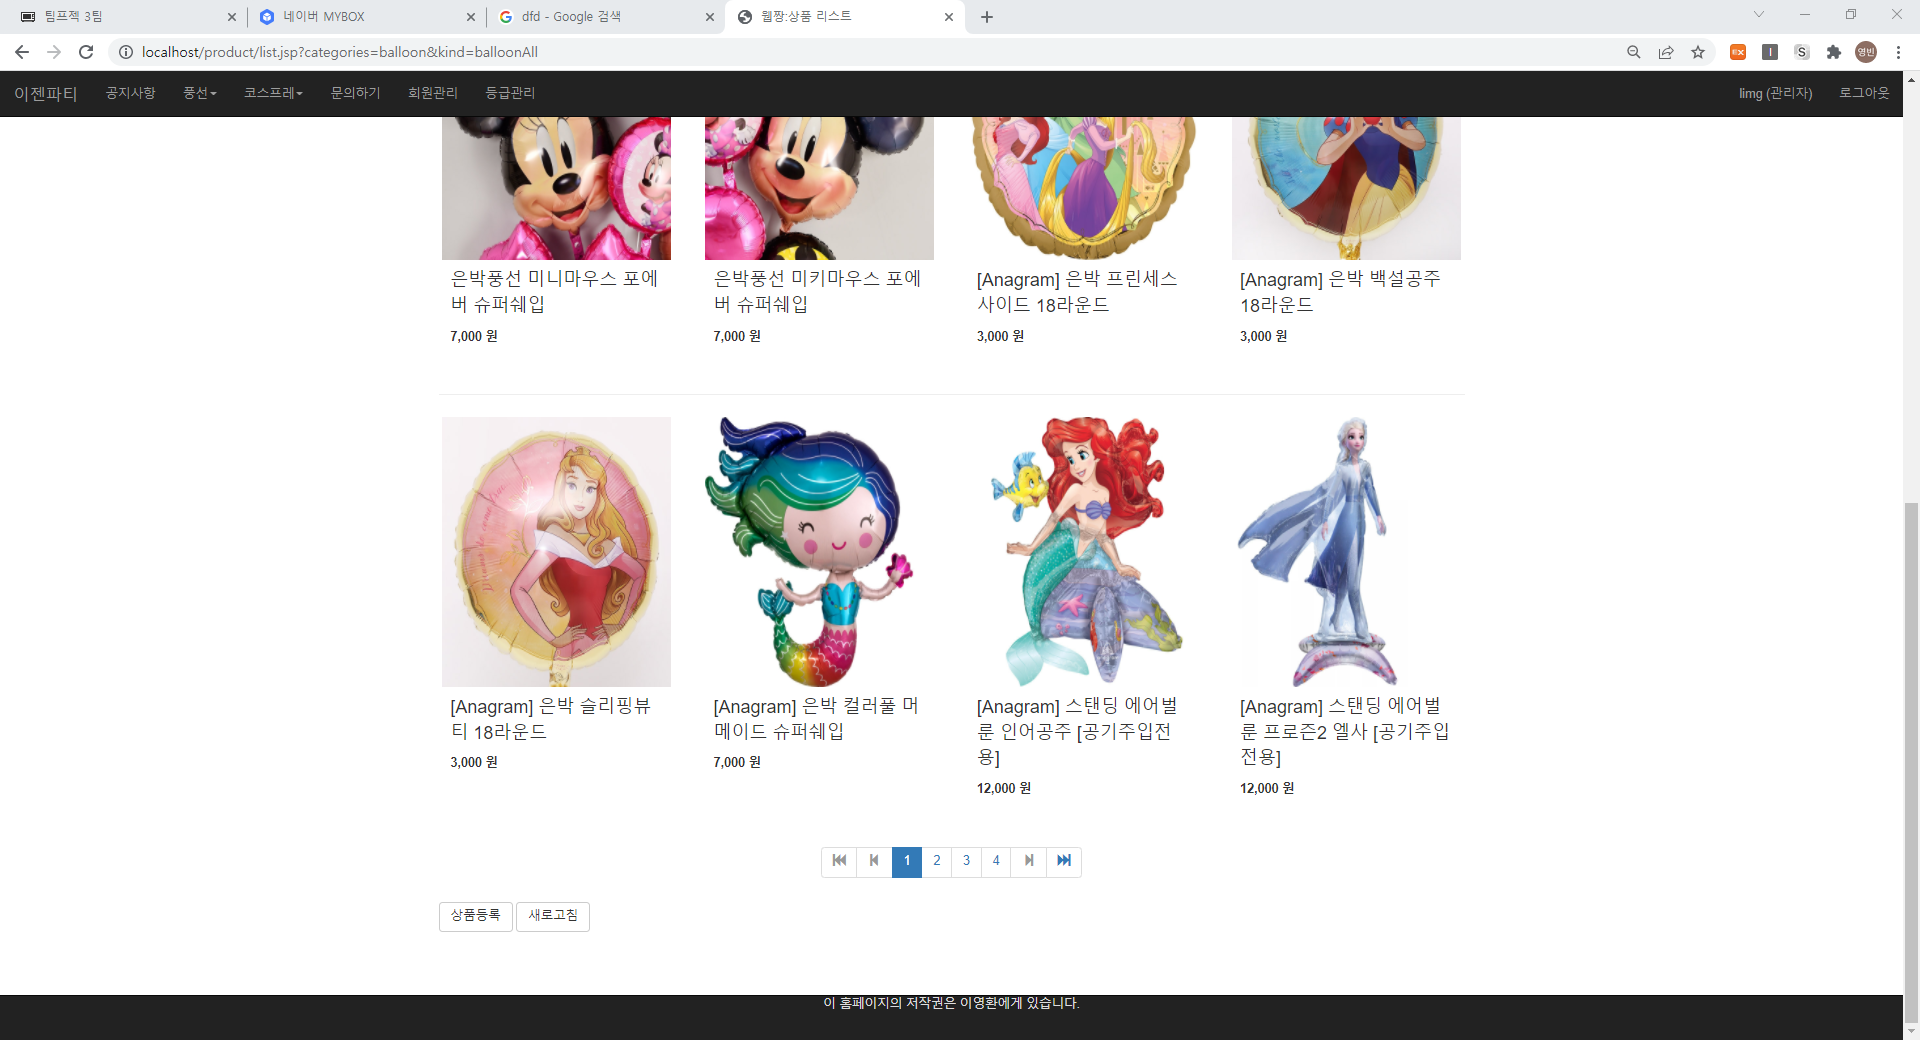 팀프젝 3팀
네이버 MYBOX
dfd - Google 검색
웹짱:상품 리스트
localhost/product/list.jsp?categories=balloon&kind=balloonAll
EX
I
S
영빈
이젠파티 공지사항 풍선 코스프레 문의하기 회원관리 등급관리 limg (관리자) 로그아웃
은박풍선 미니마우스 포에
버 슈퍼쉐입
7,000 원
은박풍선 미키마우스 포에
버 슈퍼쉐입
7,000 원
[Anagram] 은박 프린세스
사이드 18라운드
3,000 원
[Anagram] 은박 백설공주
18라운드
3,000 원
[Anagram] 은박 슬리핑뷰
티 18라운드
3,000 원
[Anagram] 은박 컬러풀 머
메이드 슈퍼쉐입
7,000 원
[Anagram] 스탠딩 에어벌
룬 인어공주 [공기주입전
용]
12,000 원
[Anagram] 스탠딩 에어벌
룬 프로즌2 엘사 [공기주입
전용]
12,000 원
1 2 3 4
상품등록 새로고침
이 홈페이지의 저작권은 이영환에게 있습니다.